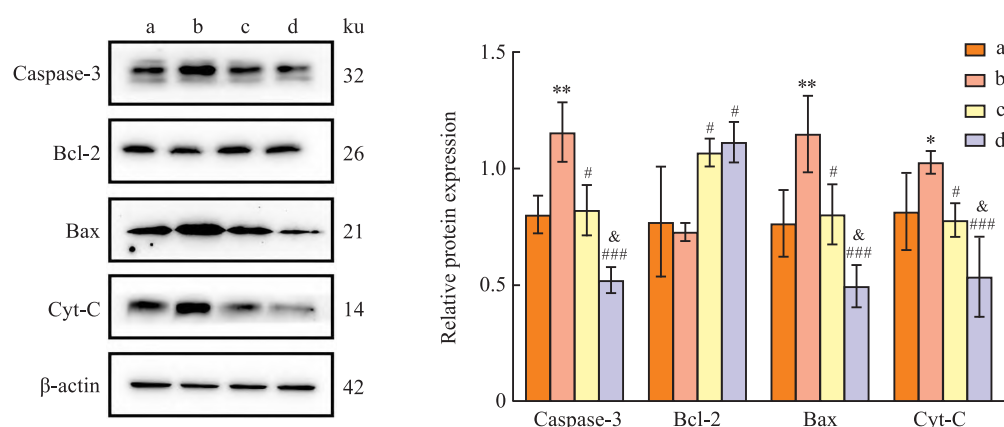 a b c d ku
Caspase-3 32
Bcl-2 26
Bax 21
Cyt-C 14
β-actin 42
Relative protein expression
1.5
1.0
0.5
0
**
#
&
###
#
#
**
#
&
###
*
#
&
###
Caspase-3 Bcl-2 Bax Cyt-C
a
b
c
d